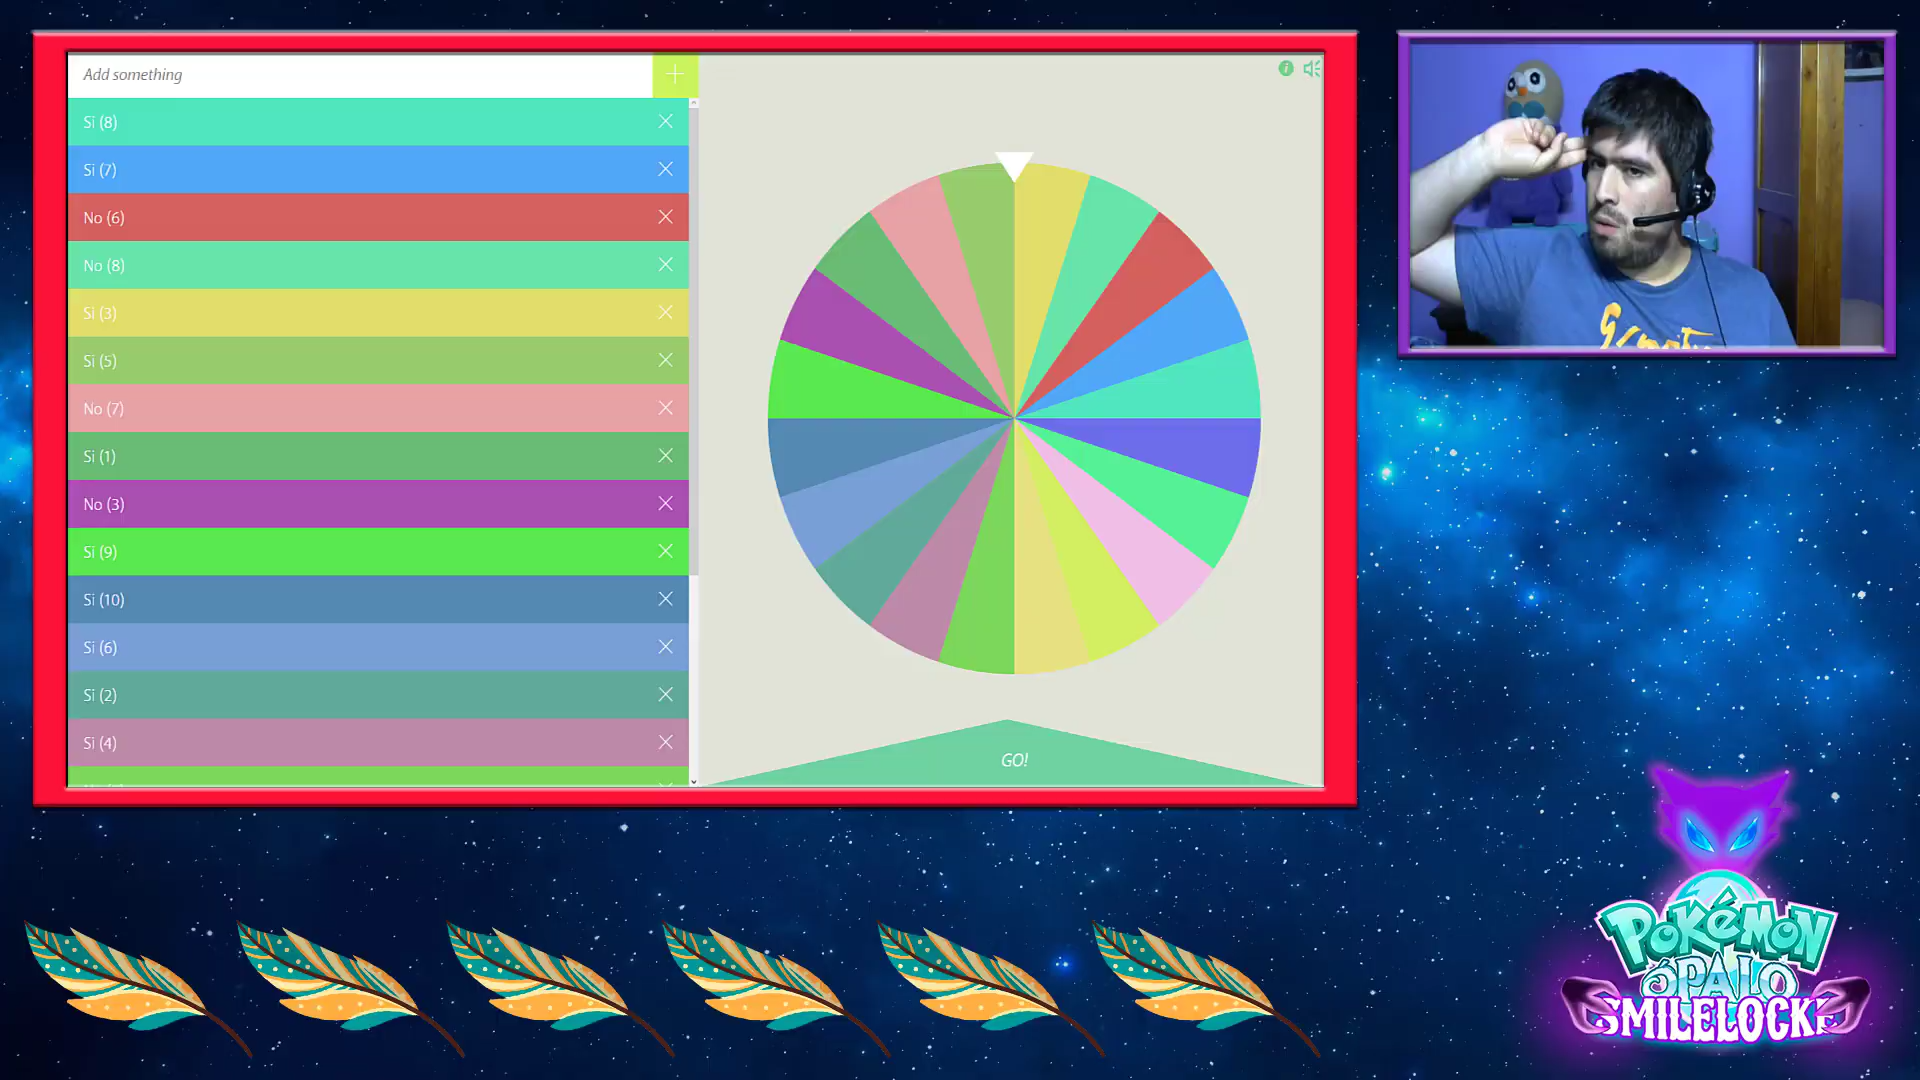 Add something
Si (8)
Si (7)
No (6)
No (8)
Si (3)
Si (5)
No (7)
Si (1)
No (3)
Si (9)
Si (10)
Si (6)
Si (2)
Si (4)
GO!
POKÉMON
ÓPALO
SMILELOCKE